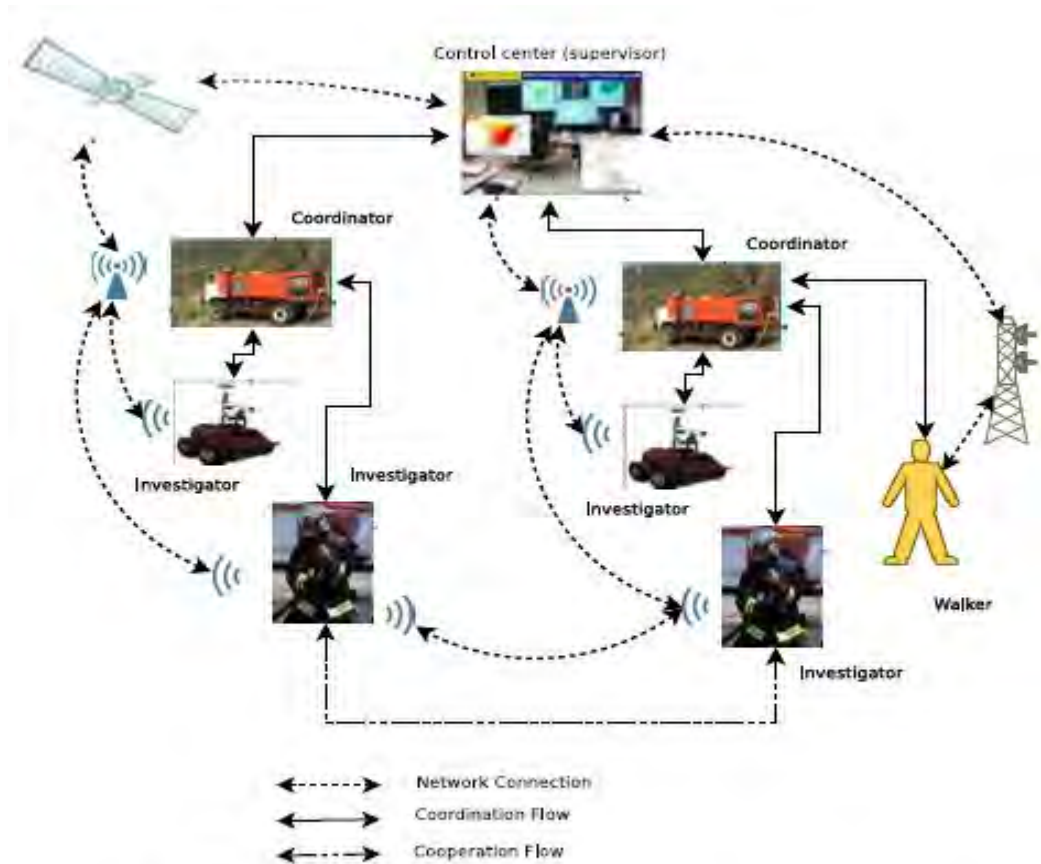 Control center (supervisor)
Coordinator
Coordinator
Investigator
Investigator
Investigator
Walker
Investigator
Network Connection
Coordination Flow
Cooperation Flow